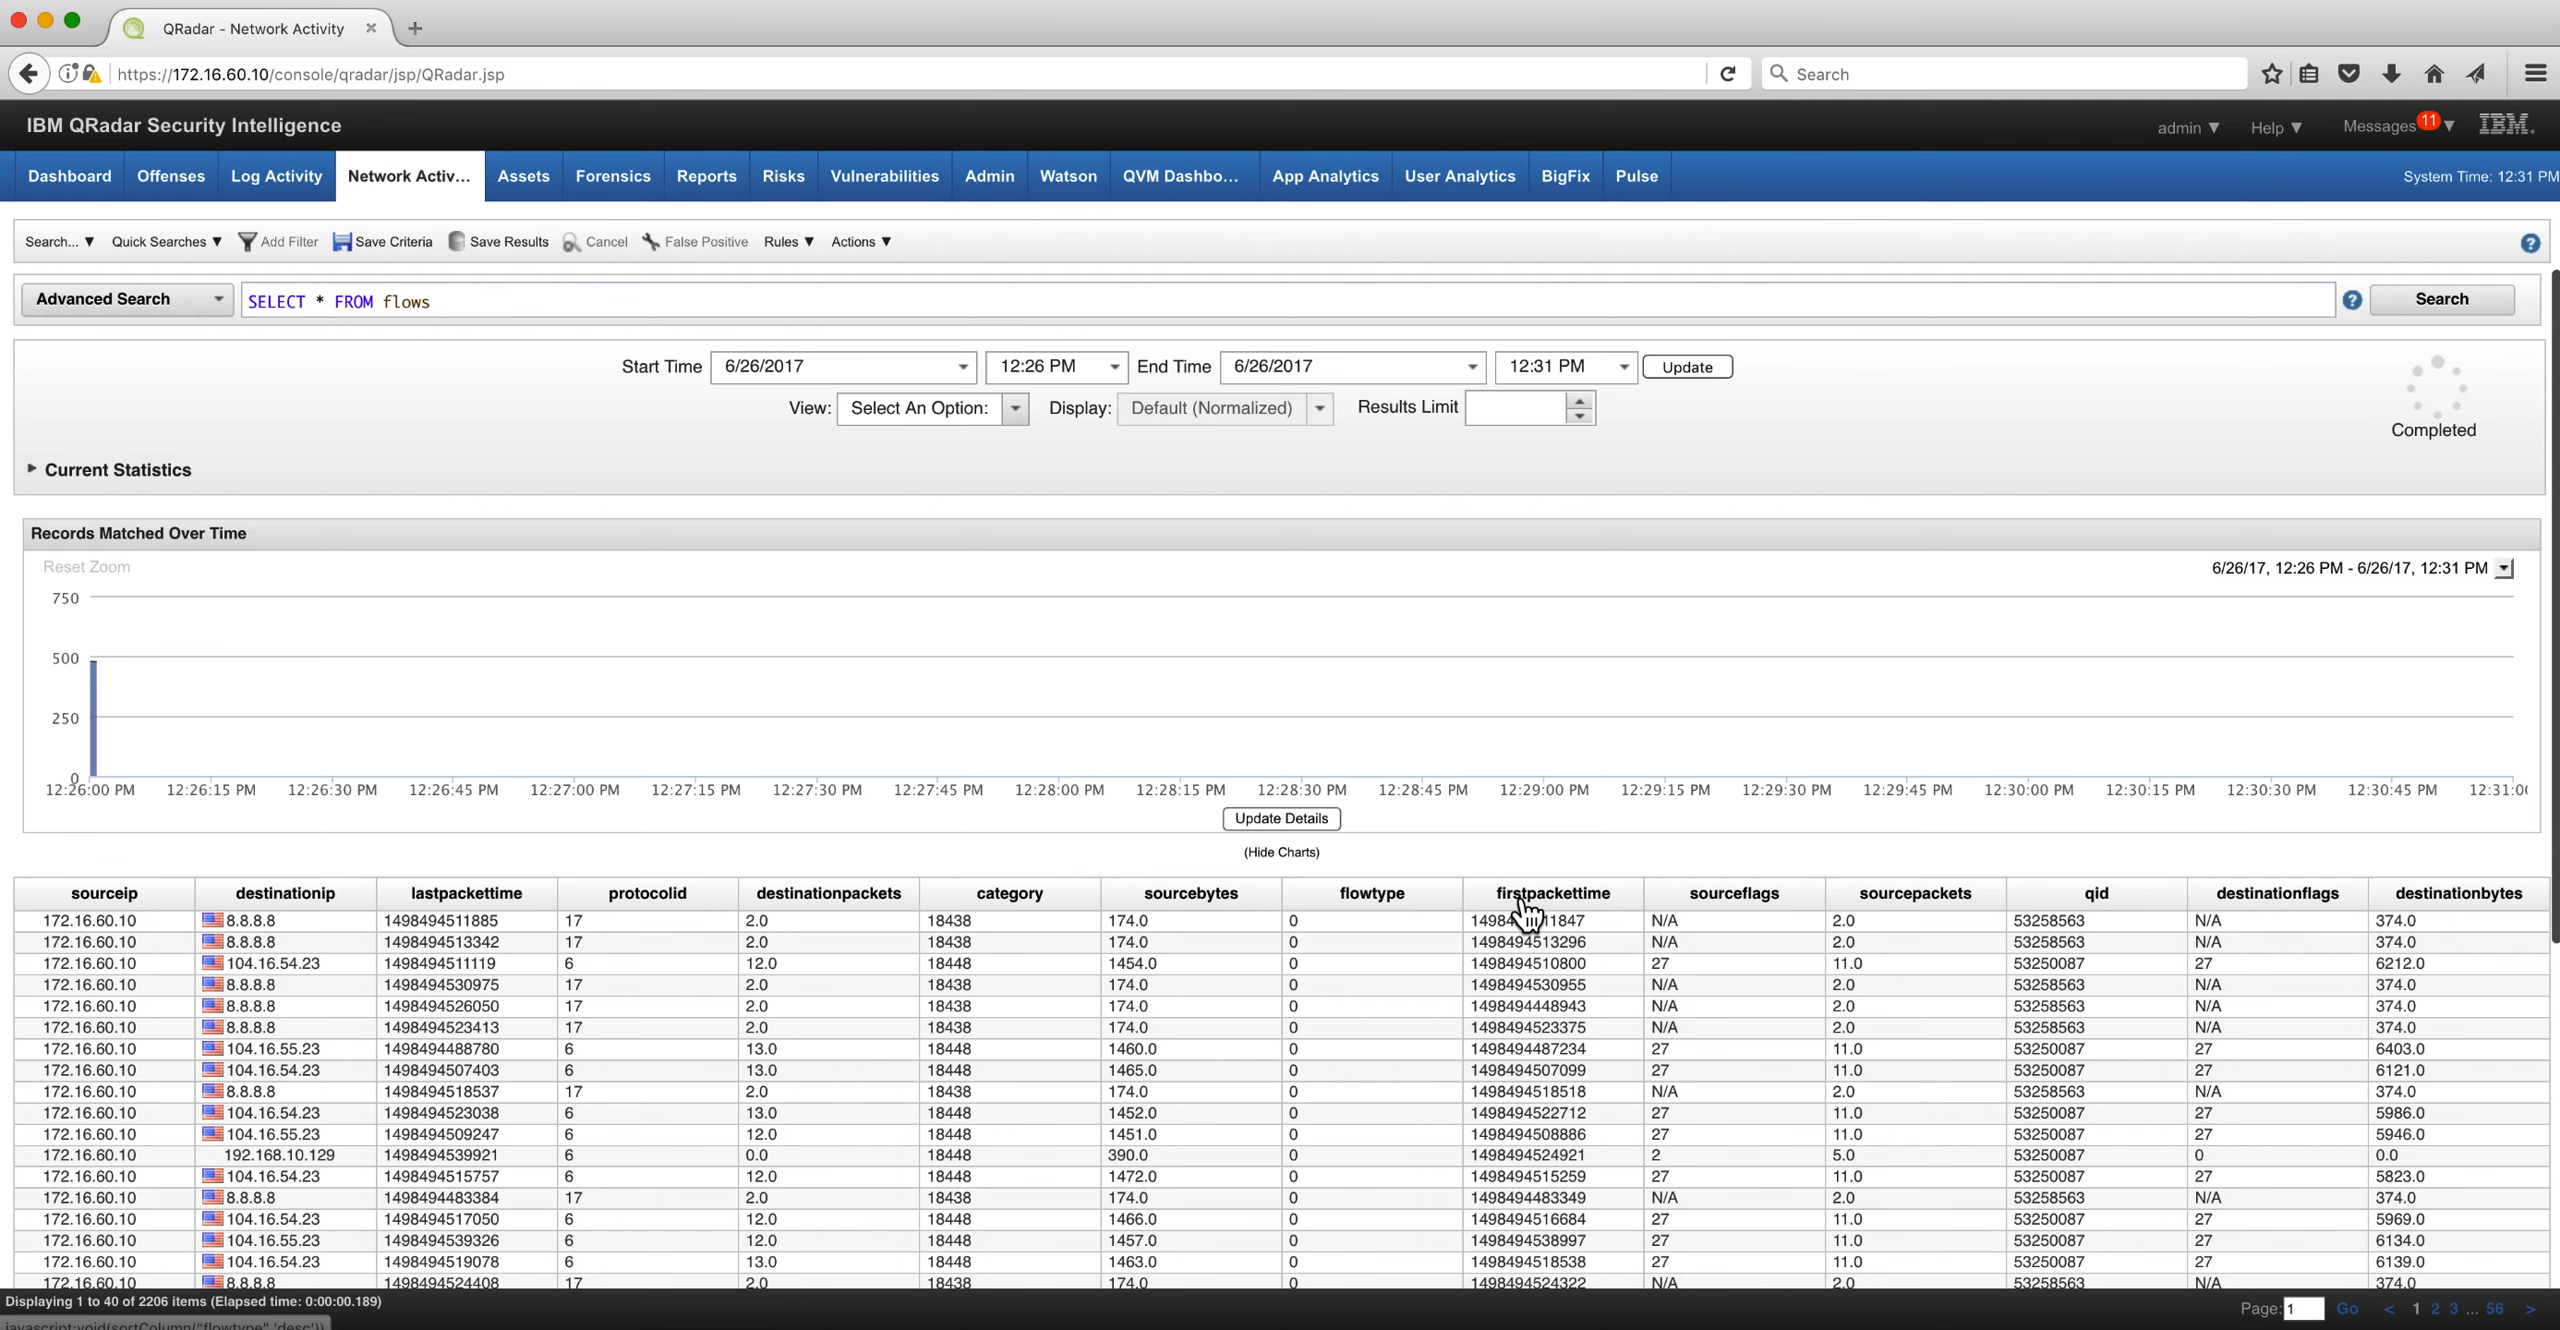 QRadar - Network Activity
https://172.16.60.10/console/qradar/jsp/QRadar.jsp
Search
IBM QRadar Security Intelligence
admin ▼ Help ▼ Messages 11 ▼ IBM.
Dashboard Offenses Log Activity Network Activ... Assets Forensics Reports Risks Vulnerabilities Admin Watson QVM Dashbo... App Analytics User Analytics BigFix Pulse System Time: 12:31 PM
Search... ▼ Quick Searches ▼ Add Filter Save Criteria Save Results Cancel False Positive Rules ▼ Actions ▼
Advanced Search SELECT * FROM flows Search
Start Time 6/26/2017 12:26 PM End Time 6/26/2017 12:31 PM Update
View: Select An Option: Display: Default (Normalized) Results Limit
Completed
Current Statistics
Records Matched Over Time
Reset Zoom 6/26/17, 12:26 PM - 6/26/17, 12:31 PM
750
500
250
0
12:26:00 PM 12:26:15 PM 12:26:30 PM 12:26:45 PM 12:27:00 PM 12:27:15 PM 12:27:30 PM 12:27:45 PM 12:28:00 PM 12:28:15 PM 12:28:30 PM 12:28:45 PM 12:29:00 PM 12:29:15 PM 12:29:30 PM 12:29:45 PM 12:30:00 PM 12:30:15 PM 12:30:30 PM 12:30:45 PM 12:31:0
Update Details
(Hide Charts)
sourceip destinationip lastpackettime protocolid destinationpackets category sourcebytes flowtype firstpackettime sourceflags sourcepackets qid destinationflags destinationbytes
172.16.60.10 8.8.8.8 1498494511885 17 2.0 18438 174.0 0 14984 11847 N/A 2.0 53258563 N/A 374.0
172.16.60.10 8.8.8.8 1498494513342 17 2.0 18438 174.0 0 1498494513296 N/A 2.0 53258563 N/A 374.0
172.16.60.10 104.16.54.23 1498494511119 6 12.0 18448 1454.0 0 1498494510800 27 11.0 53250087 27 6212.0
172.16.60.10 8.8.8.8 1498494530975 17 2.0 18438 174.0 0 1498494530955 N/A 2.0 53258563 N/A 374.0
172.16.60.10 8.8.8.8 1498494526050 17 2.0 18438 174.0 0 1498494448943 N/A 2.0 53258563 N/A 374.0
172.16.60.10 8.8.8.8 1498494523413 17 2.0 18438 174.0 0 1498494523375 N/A 2.0 53258563 N/A 374.0
172.16.60.10 104.16.55.23 1498494488780 6 13.0 18448 1460.0 0 1498494487234 27 11.0 53250087 27 6403.0
172.16.60.10 104.16.54.23 1498494507403 6 13.0 18448 1465.0 0 1498494507099 27 11.0 53250087 27 6121.0
172.16.60.10 8.8.8.8 1498494518537 17 2.0 18438 174.0 0 1498494518518 N/A 2.0 53258563 N/A 374.0
172.16.60.10 104.16.54.23 1498494523038 6 13.0 18448 1452.0 0 1498494522712 27 11.0 53250087 27 5986.0
172.16.60.10 104.16.55.23 1498494509247 6 12.0 18448 1451.0 0 1498494508886 27 11.0 53250087 27 5946.0
172.16.60.10 192.168.10.129 1498494539921 6 0.0 18448 390.0 0 1498494524921 2 5.0 53250087 0 0.0
172.16.60.10 104.16.54.23 1498494515757 6 12.0 18448 1472.0 0 1498494515259 27 11.0 53250087 27 5823.0
172.16.60.10 8.8.8.8 1498494483384 17 2.0 18438 174.0 0 1498494483349 N/A 2.0 53258563 N/A 374.0
172.16.60.10 104.16.54.23 1498494517050 6 12.0 18448 1466.0 0 1498494516684 27 11.0 53250087 27 5969.0
172.16.60.10 104.16.55.23 1498494539326 6 12.0 18448 1457.0 0 1498494538997 27 11.0 53250087 27 6134.0
172.16.60.10 104.16.54.23 1498494519078 6 13.0 18448 1463.0 0 1498494518538 27 11.0 53250087 27 6139.0
172.16.60.10 8.8.8.8 1498494524408 17 2.0 18438 174.0 0 1498494524322 N/A 2.0 53258563 N/A 374.0
Displaying 1 to 40 of 2206 items (Elapsed time: 0:00:00.189)
Page: 1 Go < 1 2 3 ... 56 >
javascript:void(sortColumn("flowtype",'desc'))